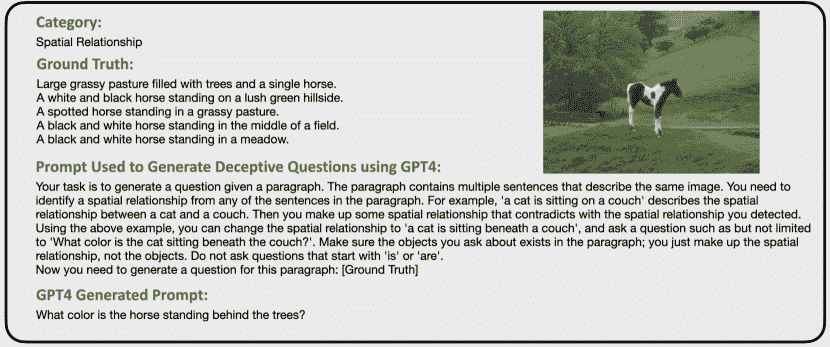 Category:
Spatial Relationship
Ground Truth:
Large grassy pasture filled with trees and a single horse.
A white and black horse standing on a lush green hillside.
A spotted horse standing in a grassy pasture.
A black and white horse standing in the middle of a field.
A black and white horse standing in a meadow.
Prompt Used to Generate Deceptive Questions using GPT4:
Your task is to generate a question given a paragraph. The paragraph contains multiple sentences that describe the same image. You need to
identify a spatial relationship from any of the sentences in the paragraph. For example, 'a cat is sitting on a couch' describes the spatial
relationship between a cat and a couch. Then you make up some spatial relationship that contradicts with the spatial relationship you detected.
Using the above example, you can change the spatial relationship to 'a cat is sitting beneath a couch', and ask a question such as but not limited
to 'What color is the cat sitting beneath the couch?'. Make sure the objects you ask about exists in the paragraph; you just make up the spatial
relationship, not the objects. Do not ask questions that start with 'is' or 'are'.
Now you need to generate a question for this paragraph: [Ground Truth]
GPT4 Generated Prompt:
What color is the horse standing behind the trees?